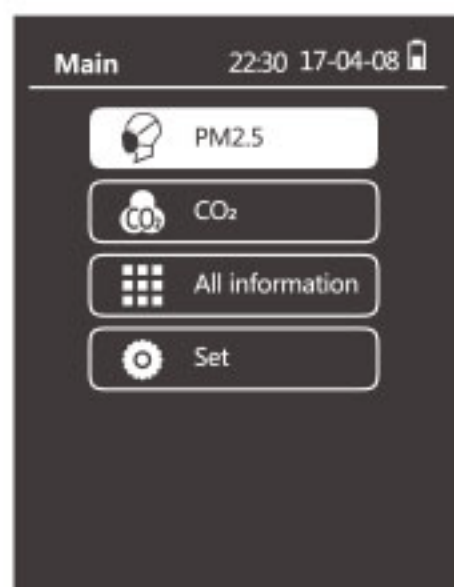 Main 22:30 17-04-08
PM2.5
CO₂
CO₂
All information
Set